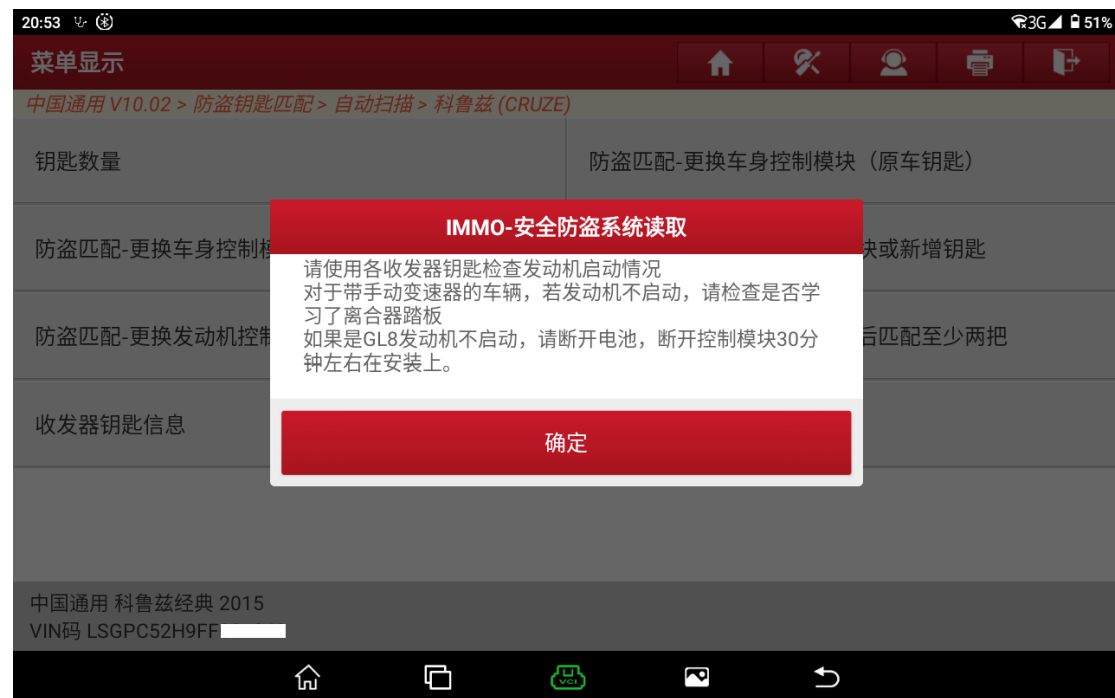 20:53
3G 51%
菜单显示
中国通用 V10.02 > 防盗钥匙匹配 > 自动扫描 > 科鲁兹 (CRUZE)
钥匙数量
防盗匹配-更换车身控制模块（原车钥匙）
IMMO-安全防盗系统读取
防盗匹配-更换车身控制
块或新增钥匙
请使用各收发器钥匙检查发动机启动情况
对于带手动变速器的车辆，若发动机不启动，请检查是否学
习了离合器踏板
如果是GL8发动机不启动，请断开电池，断开控制模块30分
钟左右在安装上。
防盗匹配-更换发动机控制
后匹配至少两把
收发器钥匙信息
确定
中国通用 科鲁兹经典 2015
VIN码 LSGPC52H9FF
VCI